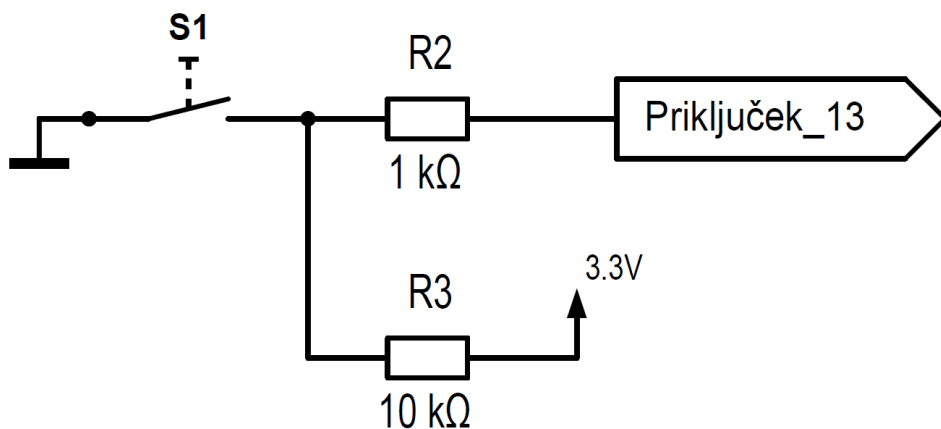 S1
R2
Priključek_13
1 kΩ
3.3V
R3
10 kΩ